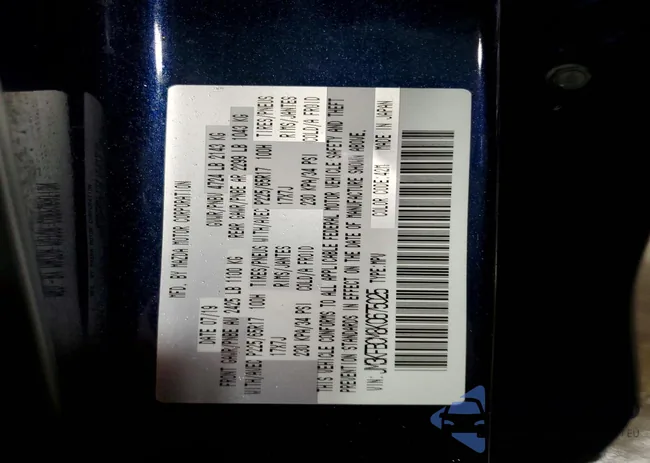 MFD. BY MAZDA MOTOR CORPORATION
DATE 07/19 GVWR/PNBV 4724 LB 2143 KG
FRONT GAWR/PNBE AV 2425 LB 1100 KG REAR GAWR/PNBE AR 2299 LB 1043 KG
WITH/AVEC P225/65R17 100H TIRES/PNEUS WITH/AVEC P225/65R17 100H TIRES/PNEUS
17X7J RIMS/JANTES 17X7J RIMS/JANTES
230 KPA/34 PSI COLD/A FROID 230 KPA/34 PSI COLD/A FROID
THIS VEHICLE CONFORMS TO ALL APPLICABLE FEDERAL MOTOR VEHICLE SAFETY AND THEFT
PREVENTION STANDARDS IN EFFECT ON THE DATE OF MANUFACTURE SHOWN ABOVE.
VIN: JM3KFBDX8K0675025 TYPE:MPV COLOR CODE 42M MADE IN JAPAN